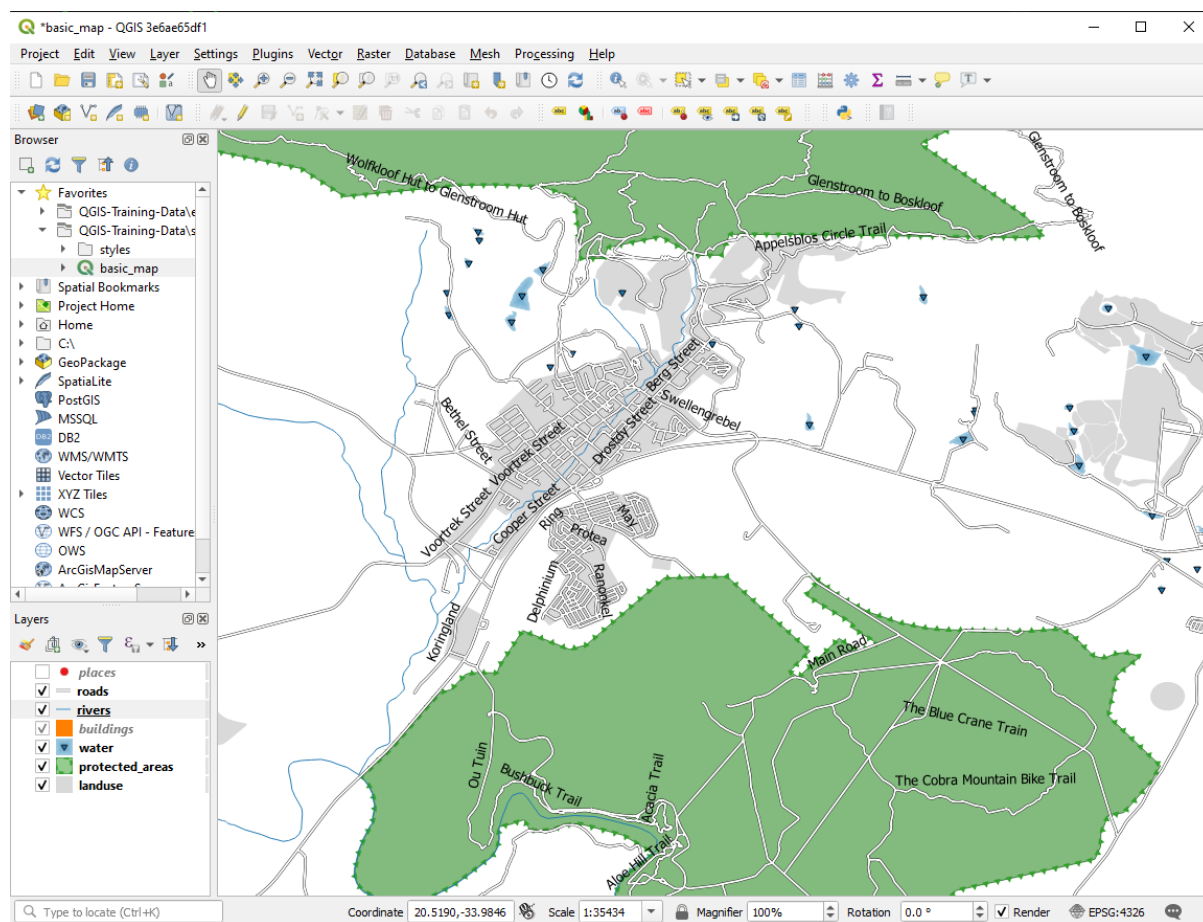 *basic_map - QGIS 3e6ae65df1
Project Edit View Layer Settings Plugins Vector Raster Database Mesh Processing Help
Browser
Favorites
QGIS-Training-Data\e
QGIS-Training-Data\s
styles
basic_map
Spatial Bookmarks
Project Home
Home
C:\
GeoPackage
SpatiaLite
PostGIS
MSSQL
DB2
WMS/WMTS
Vector Tiles
XYZ Tiles
WCS
WFS / OGC API - Feature
OWS
ArcGisMapServer
Layers
places
roads
rivers
buildings
water
protected_areas
landuse
Wolfkloof Hut to Glenstroom Hut
Glenstroom to Boskloof
Glenstroom to Boskloof
Appelsblos Circle Trail
Berg Street
Swellengrebel
Bethel Street
Voortrek Street
Drostdy Street
Voortrek Street
Cooper Street
Ring
May
Protea
Delphinium
Ranonkel
Koringland
Main Road
The Blue Crane Train
The Cobra Mountain Bike Trail
Ou Tuin
Bushbuck Trail
Acacia Trail
Aloe Hill Trail
Type to locate (Ctrl+K) Coordinate 20.5190,-33.9846 Scale 1:35434 Magnifier 100% Rotation 0.0 ° Render EPSG:4326